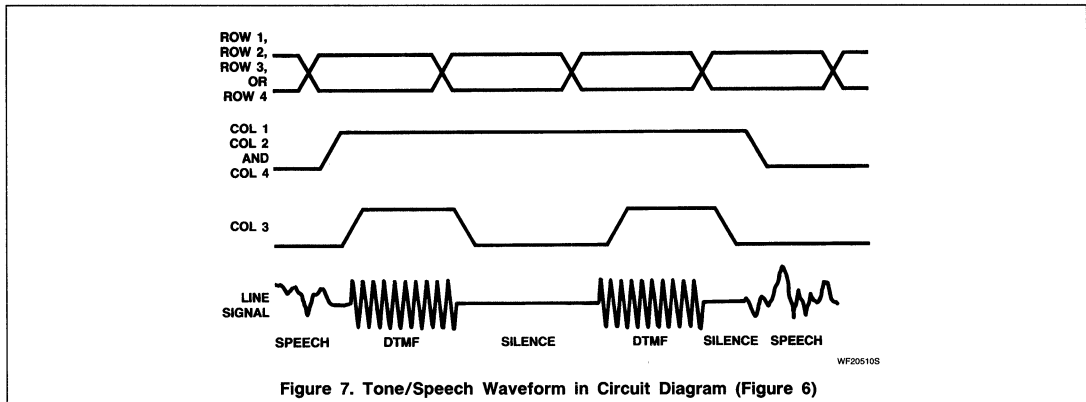 ROW 1,
ROW 2,
ROW 3,
OR
ROW 4
COL 1
COL 2
AND
COL 4
COL 3
LINE
SIGNAL
SPEECH DTMF SILENCE DTMF SILENCE SPEECH
WF20510S
Figure 7. Tone/Speech Waveform in Circuit Diagram (Figure 6)